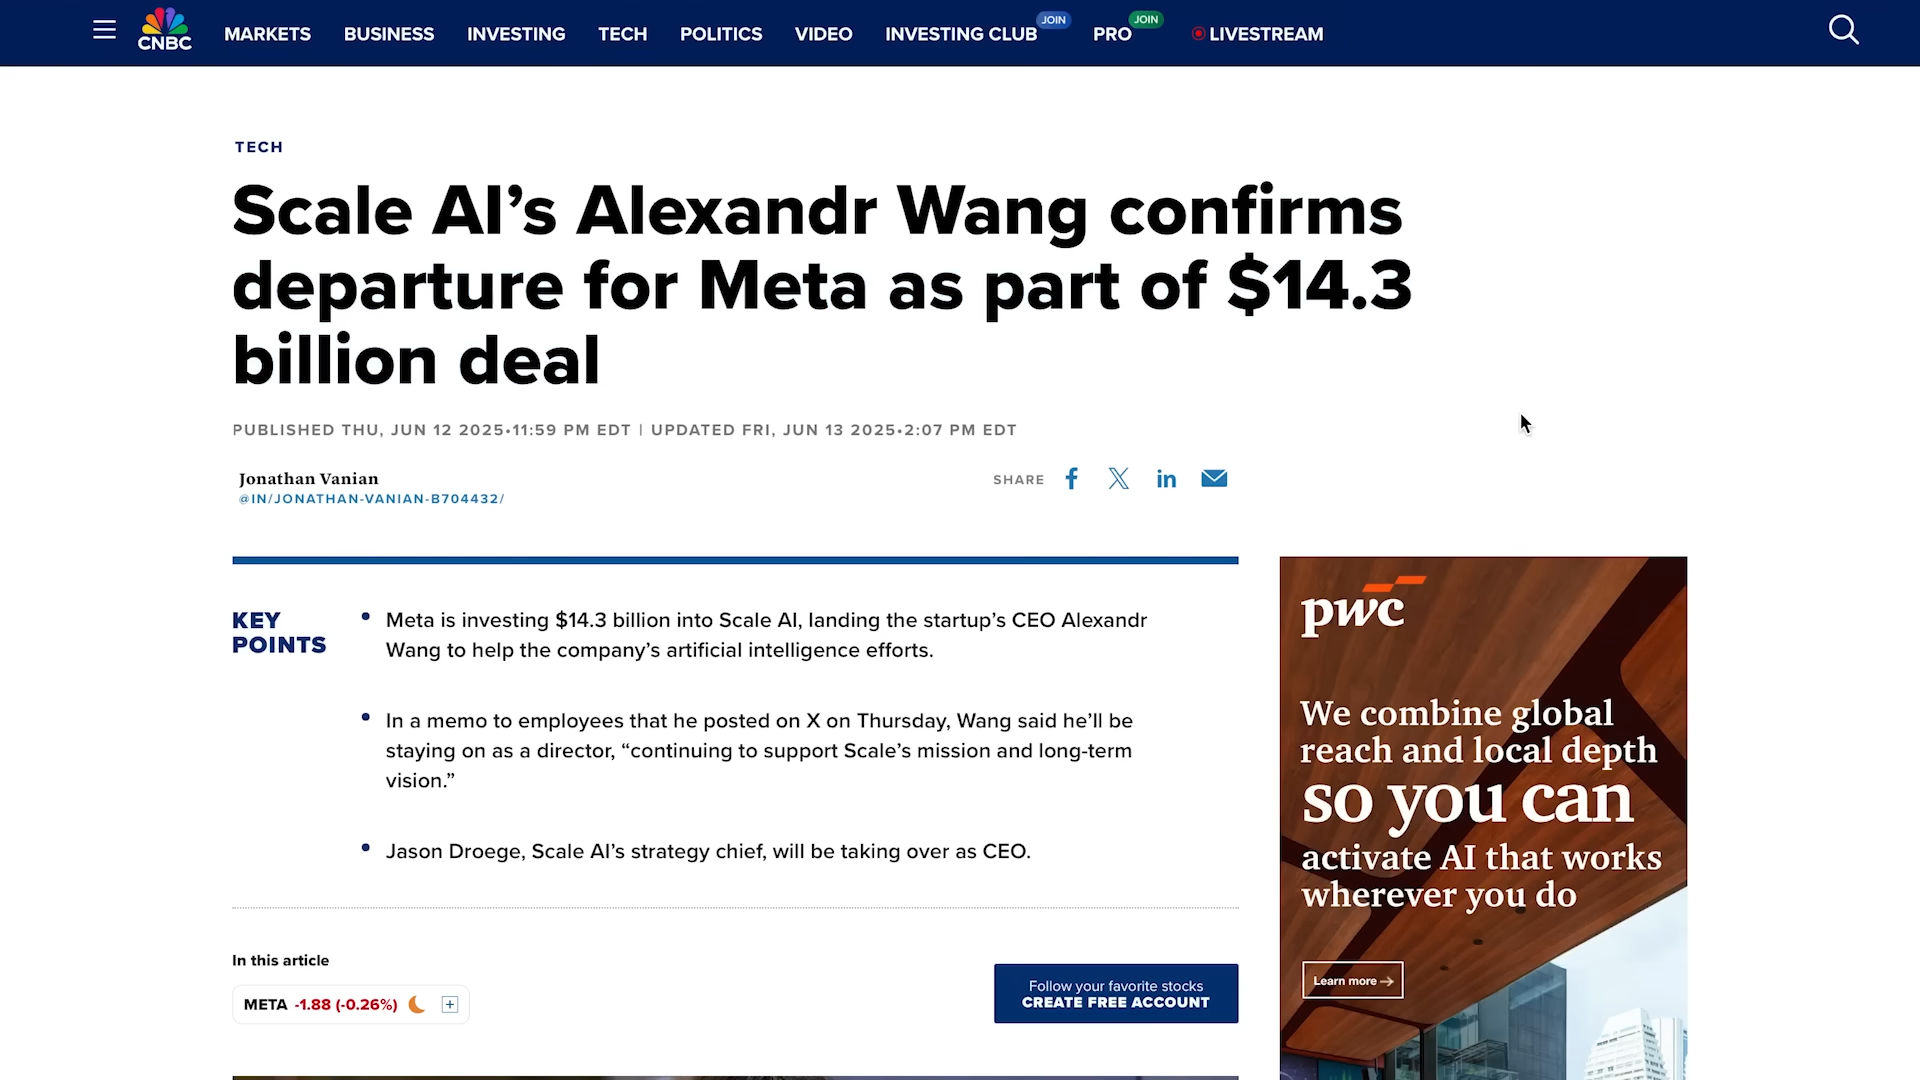 CNBC
MARKETS BUSINESS INVESTING TECH POLITICS VIDEO INVESTING CLUB JOIN PRO JOIN LIVESTREAM
TECH
Scale AI’s Alexandr Wang confirms
departure for Meta as part of $14.3
billion deal
PUBLISHED THU, JUN 12 2025•11:59 PM EDT | UPDATED FRI, JUN 13 2025•2:07 PM EDT
Jonathan Vanian
@IN/JONATHAN-VANIAN-B704432/
SHARE
KEY
POINTS
• Meta is investing $14.3 billion into Scale AI, landing the startup’s CEO Alexandr
Wang to help the company’s artificial intelligence efforts.
• In a memo to employees that he posted on X on Thursday, Wang said he’ll be
staying on as a director, “continuing to support Scale’s mission and long-term
vision.”
• Jason Droege, Scale AI’s strategy chief, will be taking over as CEO.
In this article
META -1.88 (-0.26%)
Follow your favorite stocks
CREATE FREE ACCOUNT
pwc
We combine global
reach and local depth
so you can
activate AI that works
wherever you do
Learn more →